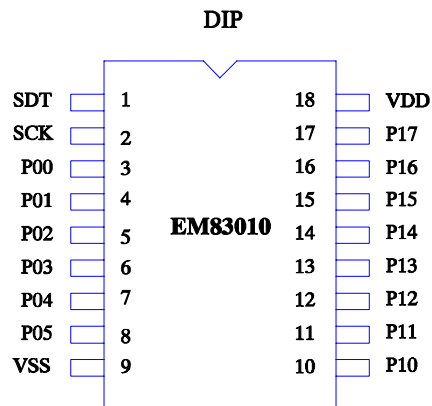 DIP
SDT 1 18 VDD
SCK 2 17 P17
P00 3 16 P16
P01 4 15 P15
P02 5 EM83010 14 P14
P03 6 13 P13
P04 7 12 P12
P05 8 11 P11
VSS 9 10 P10